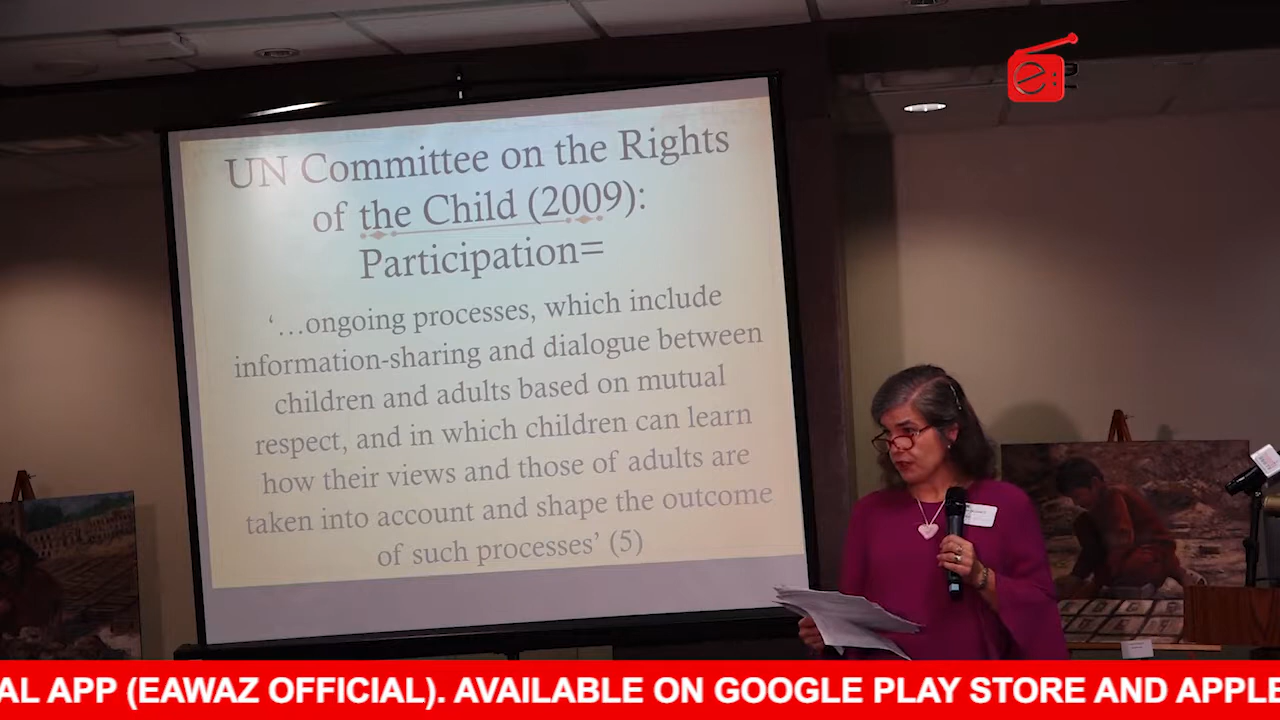 UN Committee on the Rights
of the Child (2009):
Participation=
‘…ongoing processes, which include
information-sharing and dialogue between
children and adults based on mutual
respect, and in which children can learn
how their views and those of adults are
taken into account and shape the outcome
of such processes’ (5)
AL APP (EAWAZ OFFICIAL). AVAILABLE ON GOOGLE PLAY STORE AND APPLE